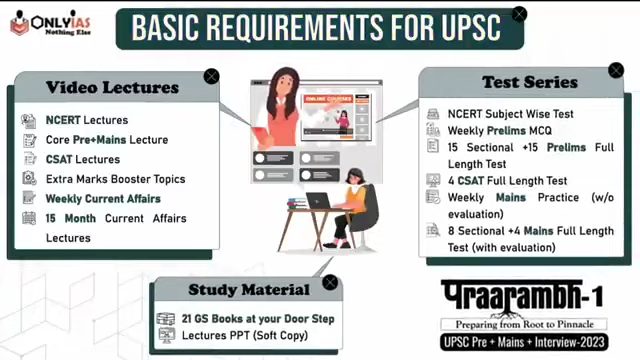 ONLYIAS
Nothing Else
BASIC REQUIREMENTS FOR UPSC
Video Lectures
NCERT Lectures
Core Pre+Mains Lecture
CSAT Lectures
Extra Marks Booster Topics
Weekly Current Affairs
15 Month Current Affairs
Lectures
ONLINE COURSES
Test Series
NCERT Subject Wise Test
Weekly Prelims MCQ
15 Sectional +15 Prelims Full
Length Test
4 CSAT Full Length Test
Weekly Mains Practice (w/o
evaluation)
8 Sectional +4 Mains Full Length
Test (with evaluation)
Study Material
21 GS Books at your Door Step
Lectures PPT (Soft Copy)
प्राarambh-1
Preparing from Root to Pinnacle
UPSC Pre + Mains + Interview-2023